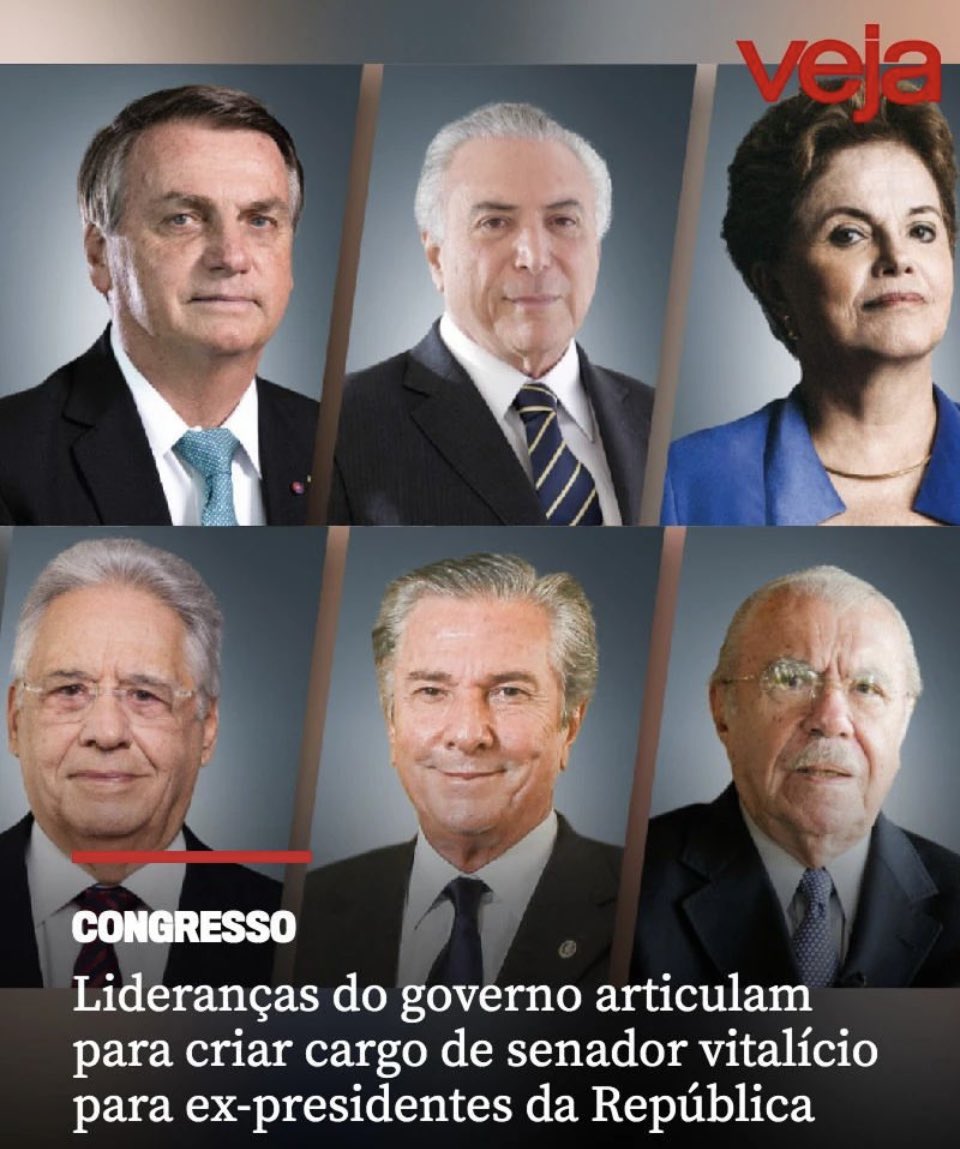 veja
CONGRESSO
Lideranças do governo articulam
para criar cargo de senador vitalício
para ex-presidentes da República